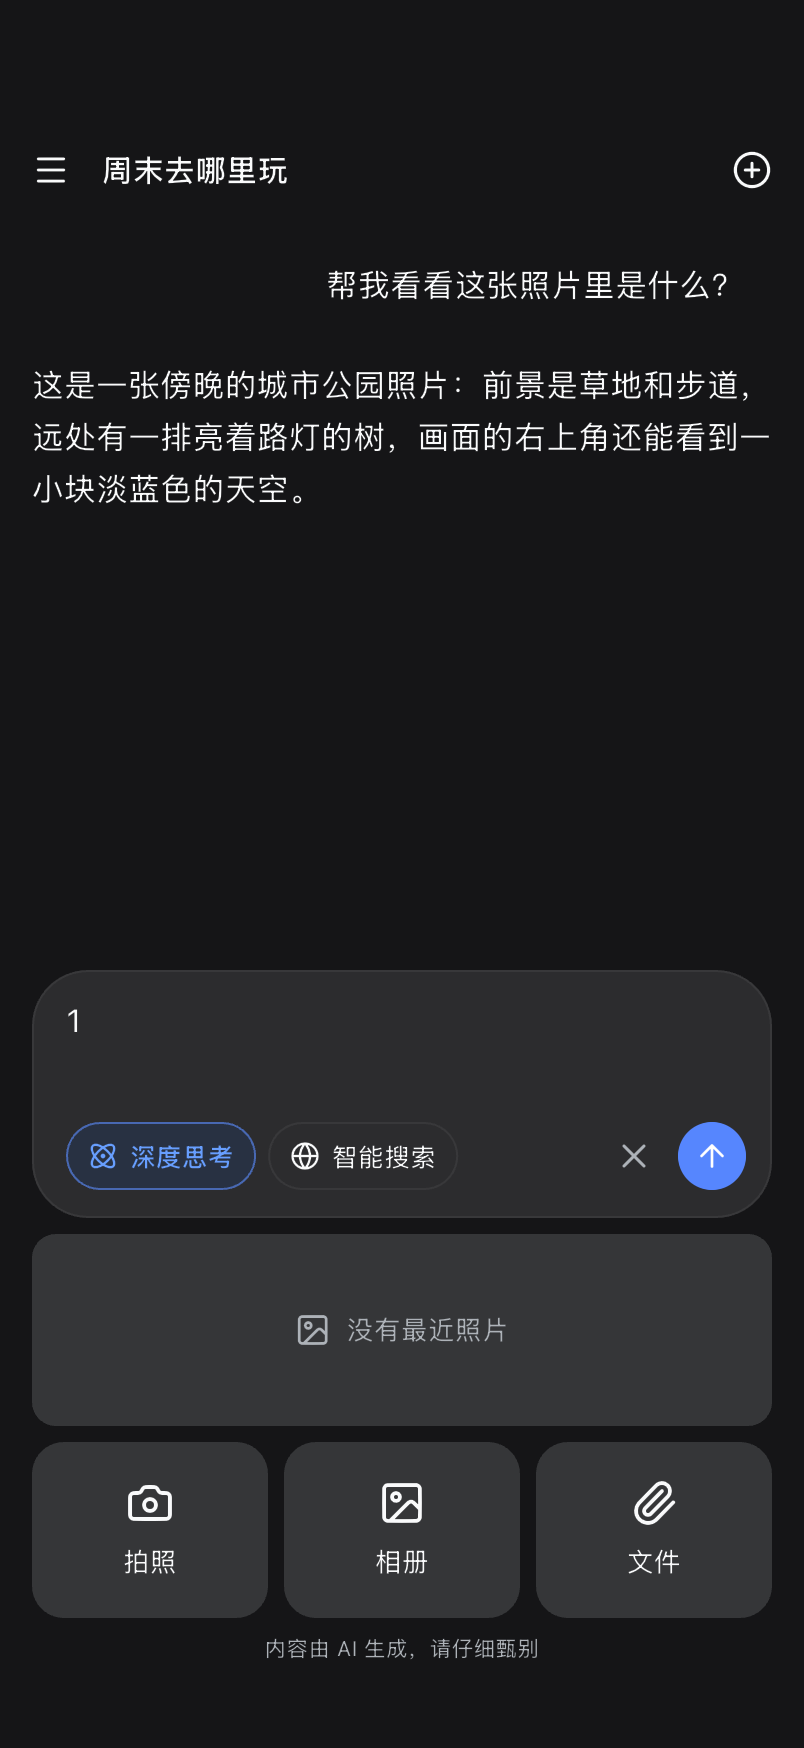 周末去哪里玩
帮我看看这张照片里是什么?
这是一张傍晚的城市公园照片：前景是草地和步道，
远处有一排亮着路灯的树，画面的右上角还能看到一
小块淡蓝色的天空。
1
深度思考
智能搜索
没有最近照片
拍照
相册
文件
内容由 AI 生成，请仔细甄别